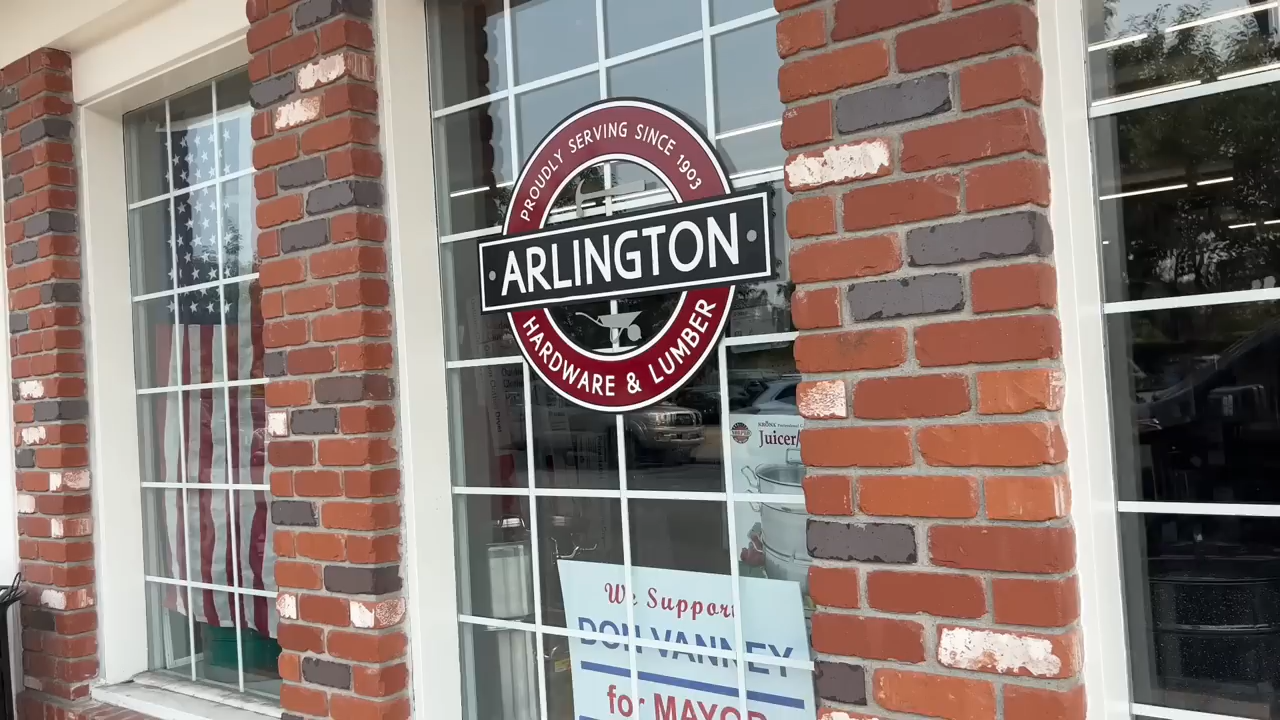 PROUDLY SERVING SINCE 1903
ARLINGTON
HARDWARE & LUMBER
Juicer/
We Support
DON VANNEY
for MAYOR